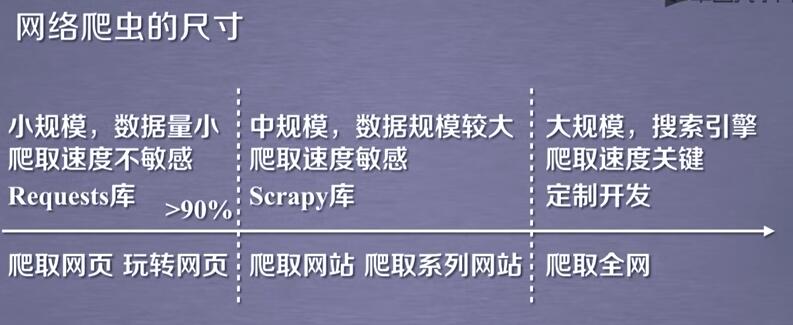 网络爬虫的尺寸
小规模，数据量小
爬取速度不敏感
Requests库
>90%
中规模，数据规模较大
爬取速度敏感
Scrapy库
大规模，搜索引擎
爬取速度关键
定制开发
爬取网页 玩转网页
爬取网站 爬取系列网站
爬取全网